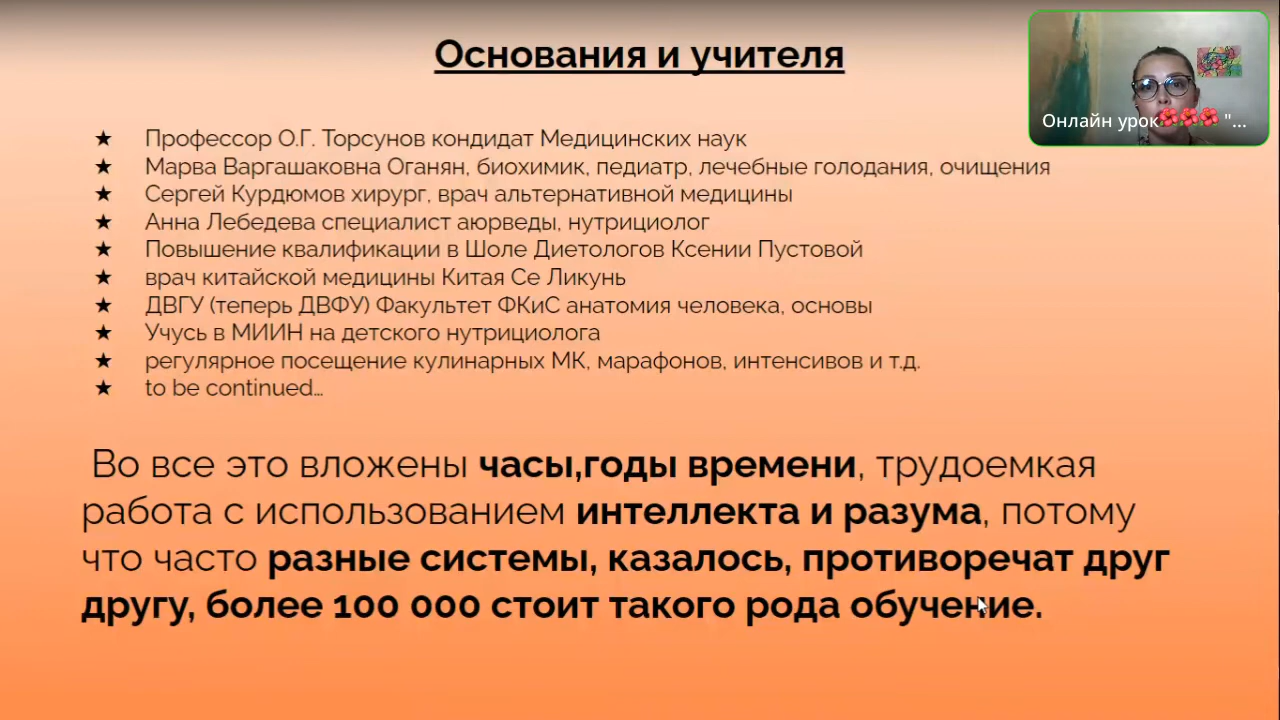 Основания и учителя
Онлайн урок🌺🌺🌺 "...
★ Профессор О.Г. Торсунов кондидат Медицинских наук
★ Марва Варгашаковна Оганян, биохимик, педиатр, лечебные голодания, очищения
★ Сергей Курдюмов хирург, врач альтернативной медицины
★ Анна Лебедева специалист аюрведы, нутрициолог
★ Повышение квалификации в Шоле Диетологов Ксении Пустовой
★ врач китайской медицины Китая Се Ликунь
★ ДВГУ (теперь ДВФУ) Факультет ФКиС анатомия человека, основы
★ Учусь в МИИН на детского нутрициолога
★ регулярное посещение кулинарных МК, марафонов, интенсивов и т.д.
★ to be continued…
Во все это вложены часы,годы времени, трудоемкая
работа с использованием интеллекта и разума, потому
что часто разные системы, казалось, противоречат друг
другу, более 100 000 стоит такого рода обучение.